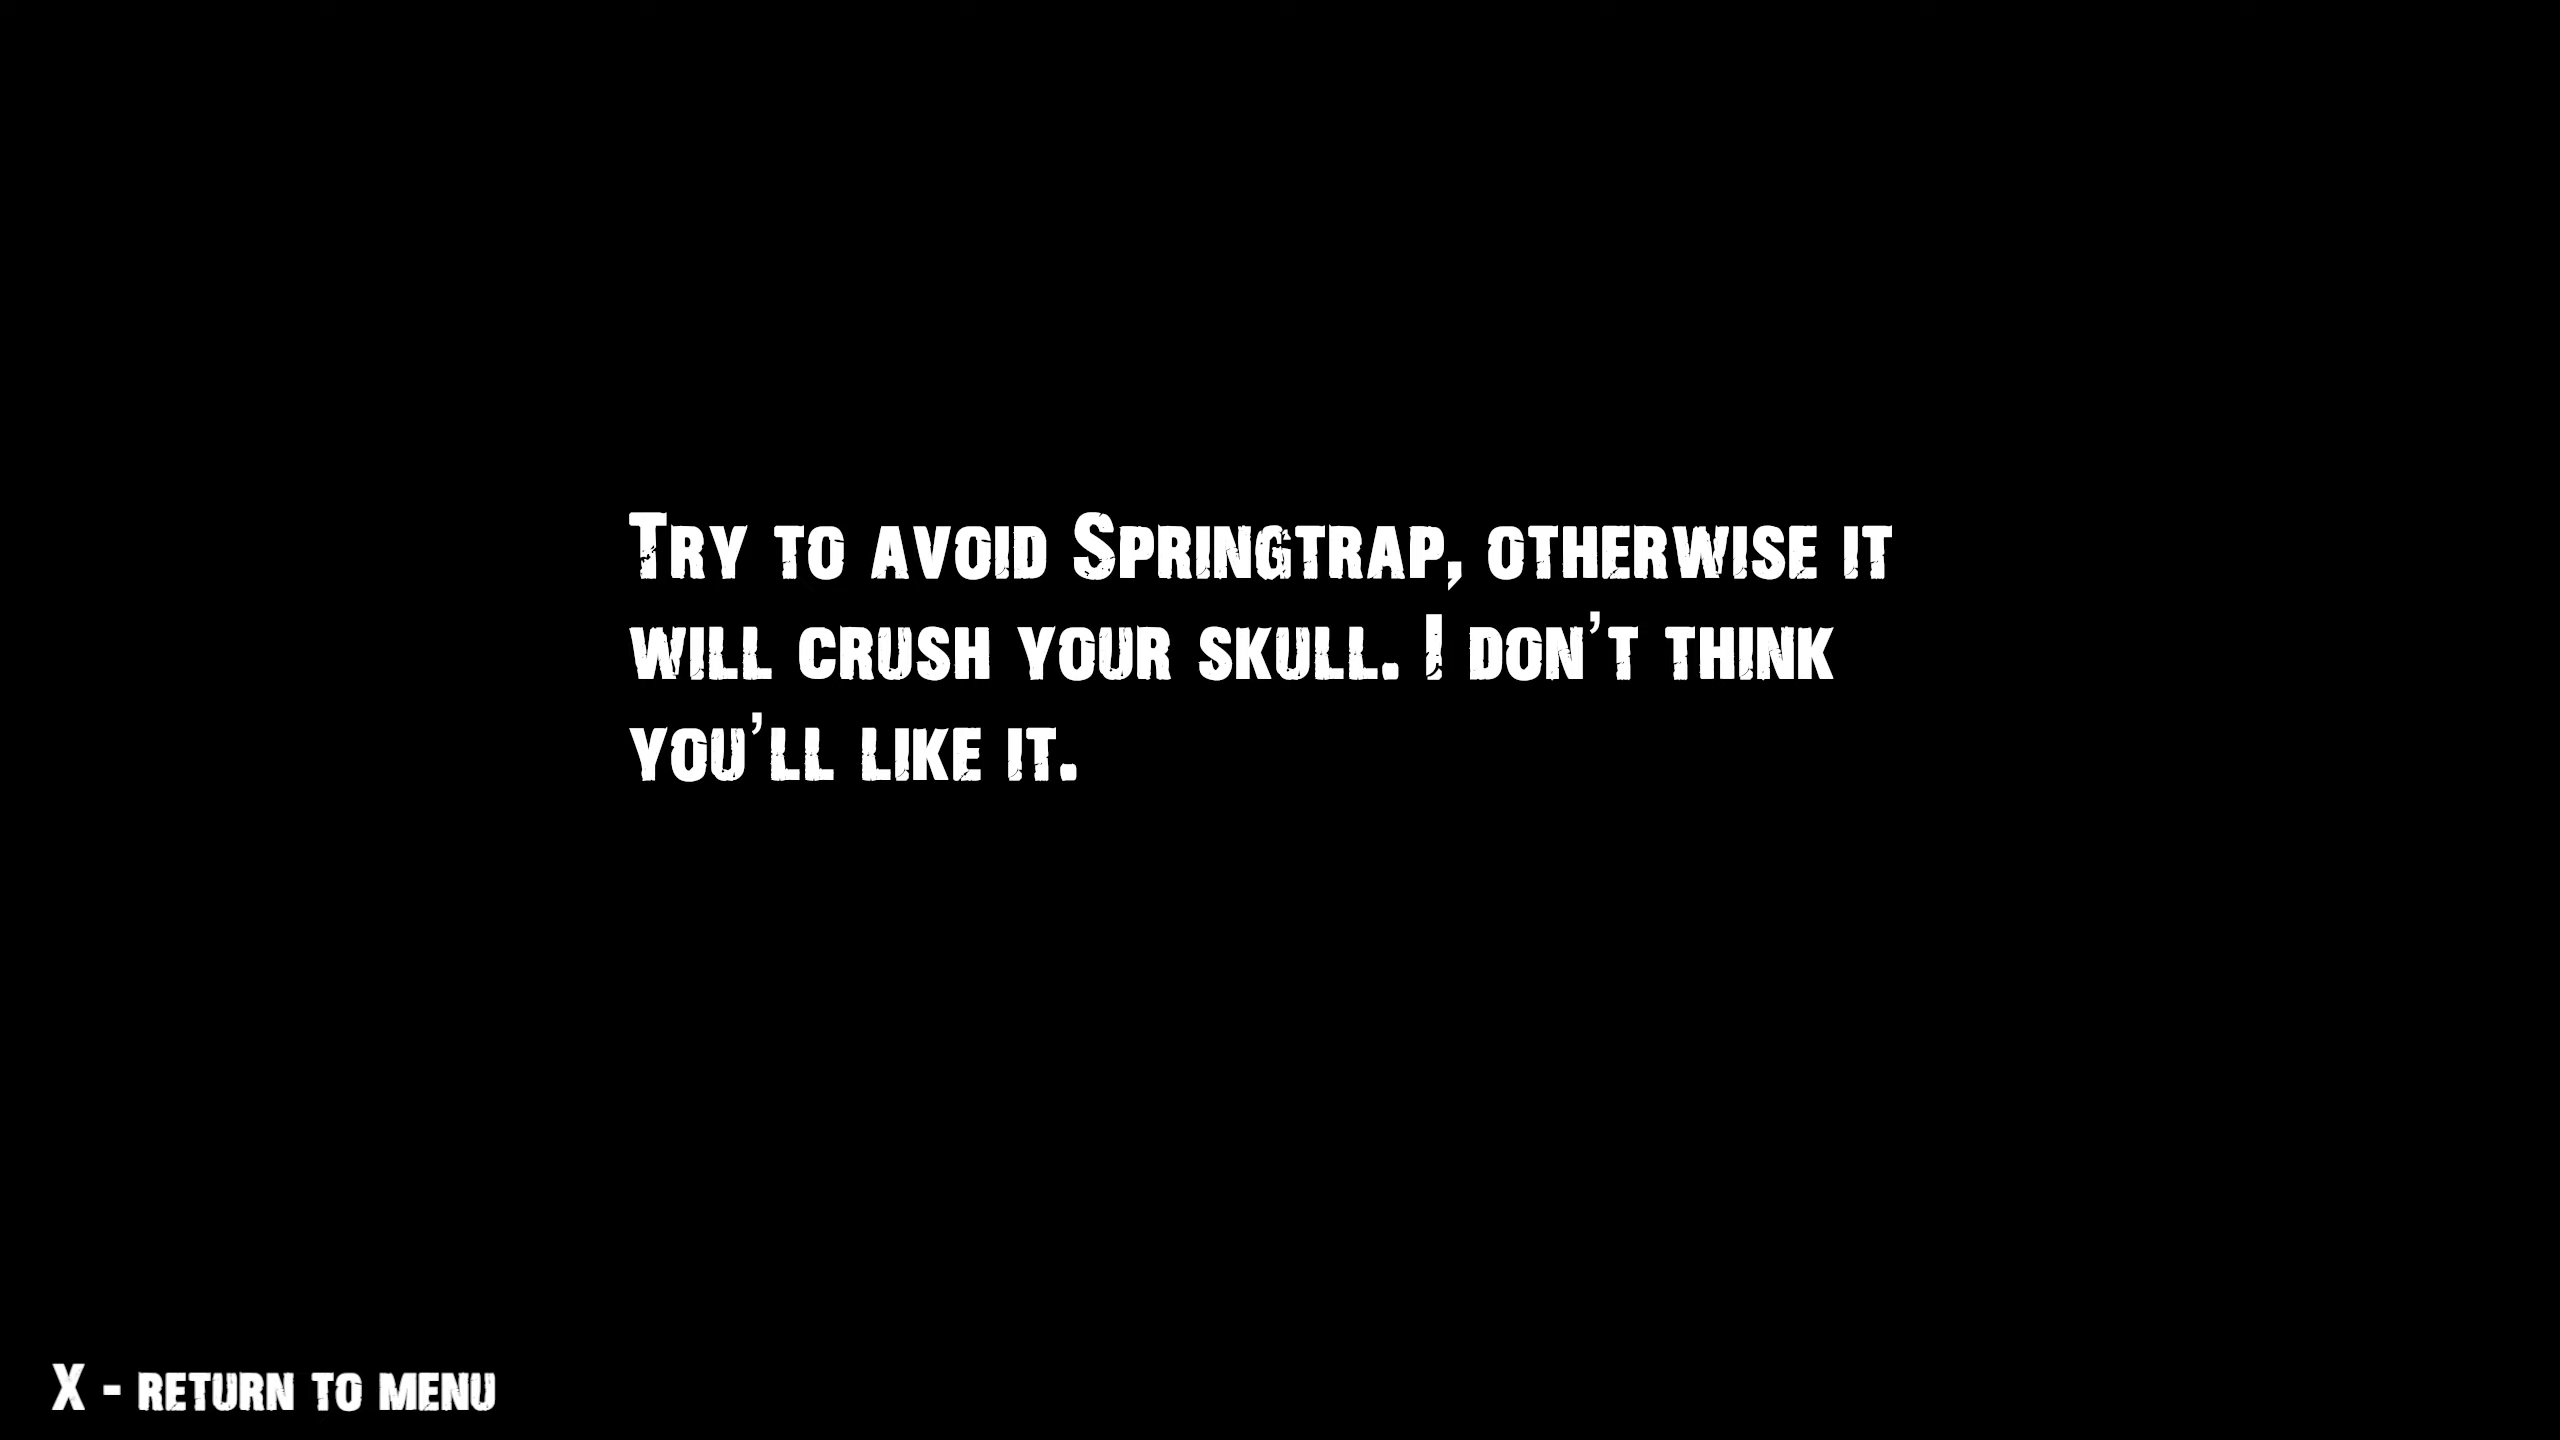 Try to avoid Springtrap, otherwise it
will crush your skull. I don't think
you'll like it.
X - return to menu